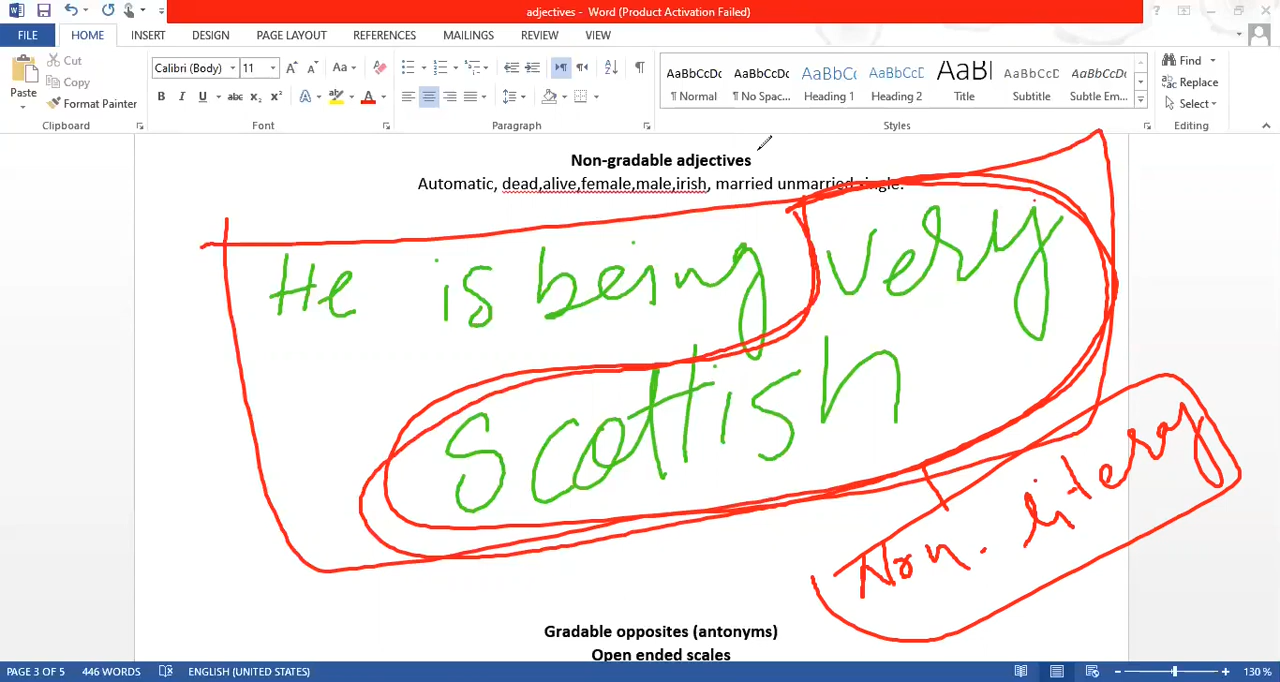 adjectives - Word (Product Activation Failed)
FILE HOME INSERT DESIGN PAGE LAYOUT REFERENCES MAILINGS REVIEW VIEW
Cut
Copy
Paste
Format Painter
Calibri (Body) 11
Find
Replace
Select
AaBbCcDc AaBbCcDc AaBbCc AaBbCcD AaBl AaBbCcD AaBbCcDc
¶ Normal ¶ No Spac... Heading 1 Heading 2 Title Subtitle Subtle Em...
Clipboard Font Paragraph Styles Editing
Non-gradable adjectives
Automatic, dead,alive,female,male,irish, married unmarried single.
He is being very
Scottish
Non. literay
Gradable opposites (antonyms)
Open ended scales
PAGE 3 OF 5 446 WORDS ENGLISH (UNITED STATES) 130 %